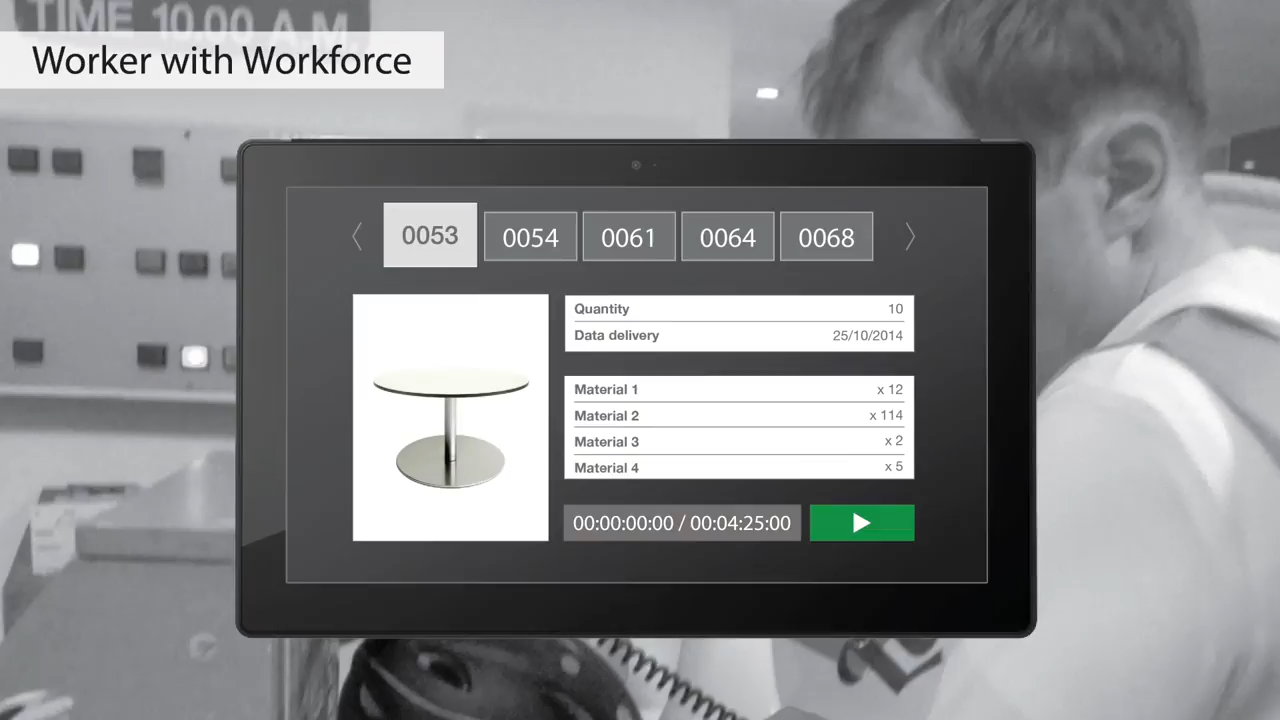 TIME 10.00 A.M.
Worker with Workforce
0053 0054 0061 0064 0068
Quantity 10
Data delivery 25/10/2014
Material 1 x 12
Material 2 x 114
Material 3 x 2
Material 4 x 5
00:00:00:00 / 00:04:25:00